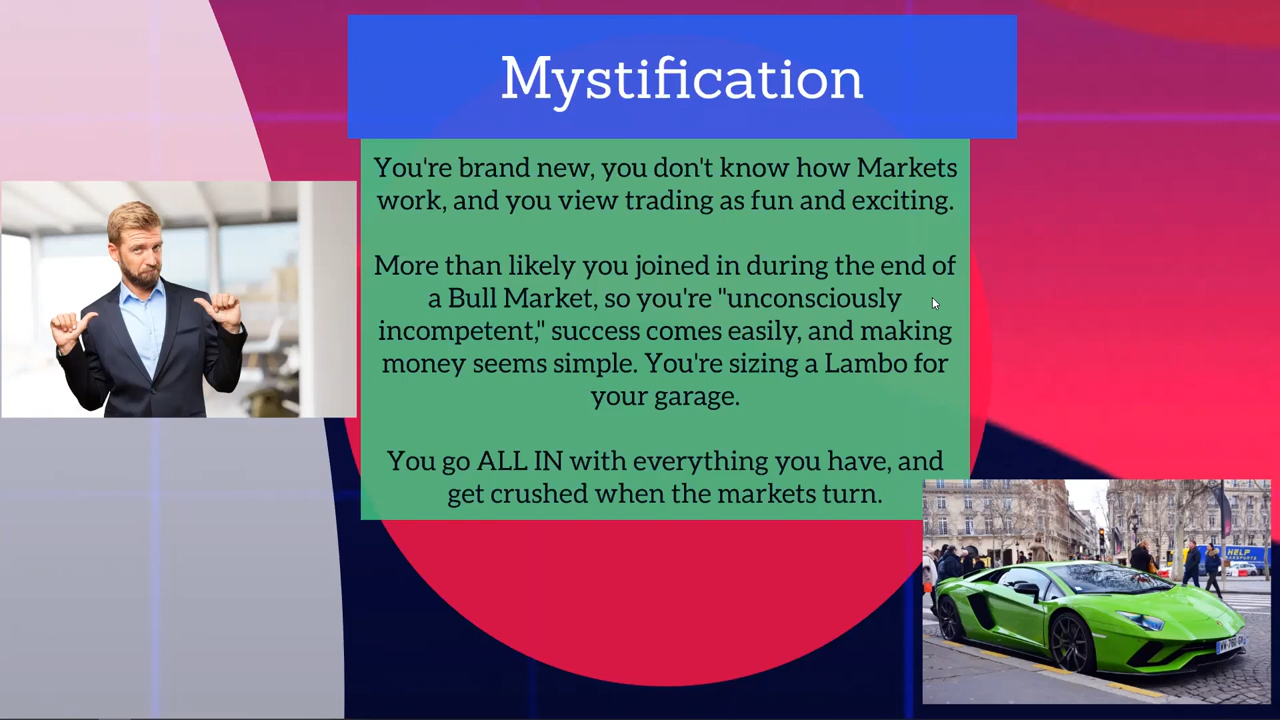 Mystification
You're brand new, you don't know how Markets
work, and you view trading as fun and exciting.
More than likely you joined in during the end of
a Bull Market, so you're "unconsciously
incompetent," success comes easily, and making
money seems simple. You're sizing a Lambo for
your garage.
You go ALL IN with everything you have, and
get crushed when the markets turn.
HELP